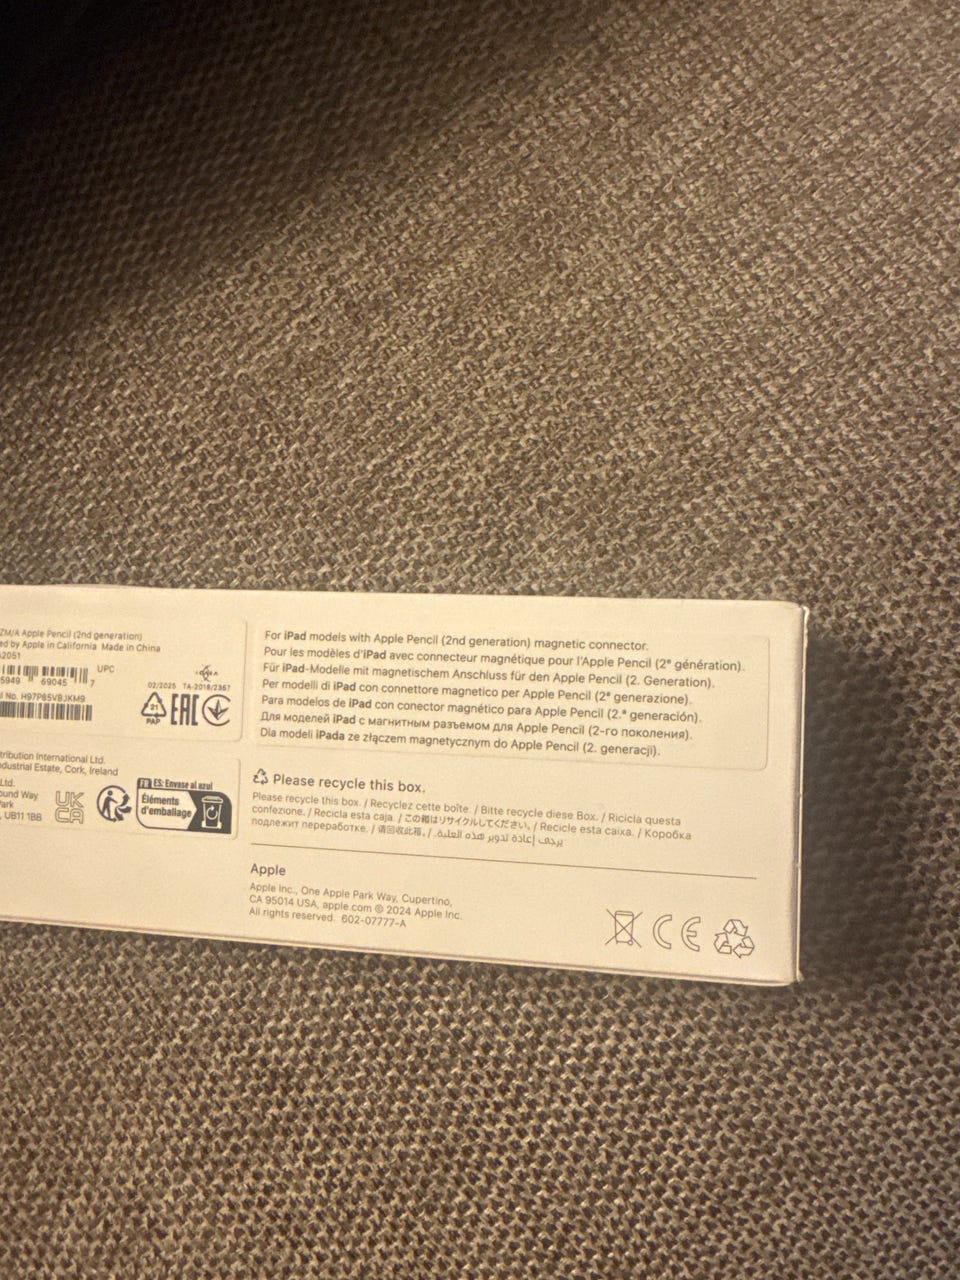 ZM/A Apple Pencil (2nd generation)
ed by Apple in California Made in China
A2051
UPC
5949 69045 7
l No. H97P85VBJKM9
02/2025 TA-2018/2367
21
PAP
EAC
tribution International Ltd.
dustrial Estate, Cork, Ireland
Ltd.
ound Way
Park
, UB11 1BB
UK
CA
FR ES: Envase al azul
Éléments
d'emballage
For iPad models with Apple Pencil (2nd generation) magnetic connector.
Pour les modèles d'iPad avec connecteur magnétique pour l'Apple Pencil (2ᵉ génération).
Für iPad-Modelle mit magnetischem Anschluss für den Apple Pencil (2. Generation).
Per modelli di iPad con connettore magnetico per Apple Pencil (2ª generazione).
Para modelos de iPad con conector magnético para Apple Pencil (2.ª generación).
Для моделей iPad с магнитным разъемом для Apple Pencil (2-го поколения).
Dla modeli iPada ze złączem magnetycznym do Apple Pencil (2. generacji).
Please recycle this box.
Please recycle this box. / Recyclez cette boîte. / Bitte recycle diese Box. / Ricicla questa
confezione. / Recicla esta caja. / この箱はリサイクルしてください。/ Recicle esta caixa. / Коробка
подлежит переработке. / 请回收此箱。/ يرجى إعادة تدوير هذه العلبة.
Apple
Apple Inc., One Apple Park Way, Cupertino,
CA 95014 USA, apple.com © 2024 Apple Inc.
All rights reserved. 602-07777-A
CE